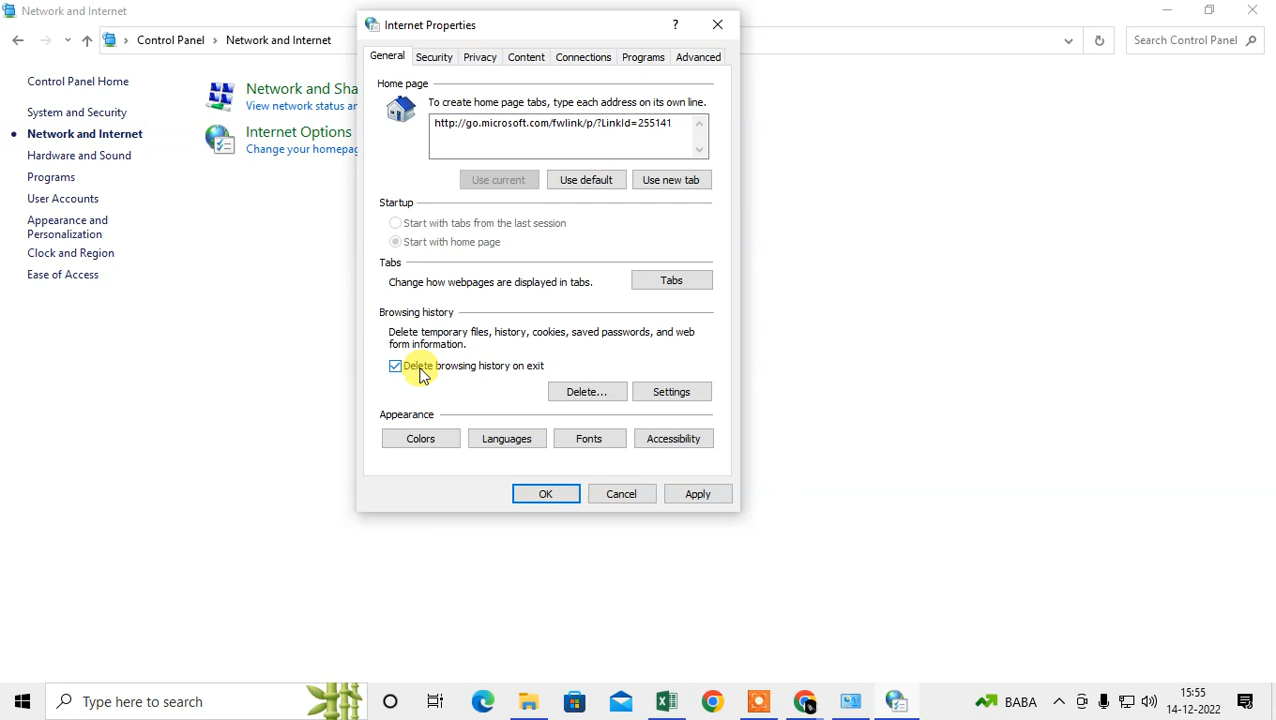 Network and Internet
Control Panel
Network and Internet
Search Control Panel
Control Panel Home
System and Security
Network and Internet
Hardware and Sound
Programs
User Accounts
Appearance and
Personalization
Clock and Region
Ease of Access
Network and Sha
View network status ar
Internet Options
Change your homepag
Internet Properties
?
General
Security
Privacy
Content
Connections
Programs
Advanced
Home page
To create home page tabs, type each address on its own line.
http://go.microsoft.com/fwlink/p/?LinkId=255141
Use current
Use default
Use new tab
Startup
Start with tabs from the last session
Start with home page
Tabs
Change how webpages are displayed in tabs.
Tabs
Browsing history
Delete temporary files, history, cookies, saved passwords, and web
form information.
Delete browsing history on exit
Delete...
Settings
Appearance
Colors
Languages
Fonts
Accessibility
OK
Cancel
Apply
Type here to search
BABA
15:55
14-12-2022